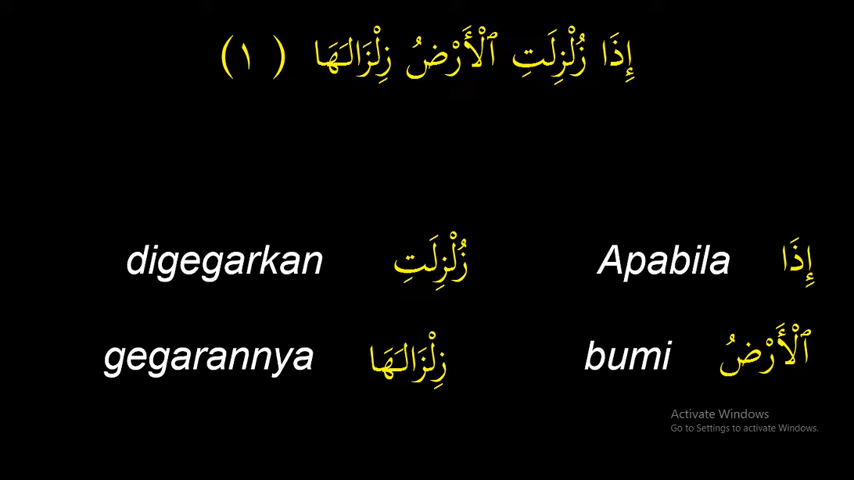 إِذَا زُلْزِلَتِ ٱلْأَرْضُ زِلْزَالَهَا ( ١ )
إِذَا Apabila زُلْزِلَتِ digegarkan
ٱلْأَرْضُ bumi زِلْزَالَهَا gegarannya
Activate Windows
Go to Settings to activate Windows.